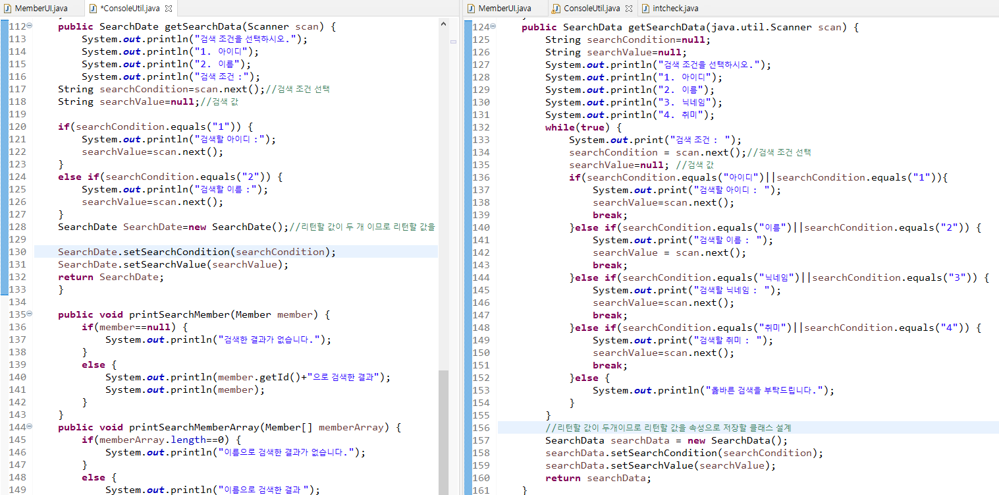 MemberUI.java
*ConsoleUtil.java
112 public SearchDate getSearchData(Scanner scan) {
113 System.out.println("검색 조건을 선택하시오.");
114 System.out.println("1. 아이디");
115 System.out.println("2. 이름");
116 System.out.println("검색 조건 :");
117 String searchCondition=scan.next();//검색 조건 선택
118 String searchValue=null;//검색 값
119
120 if(searchCondition.equals("1")) {
121 System.out.println("검색할 아이디 :");
122 searchValue=scan.next();
123 }
124 else if(searchCondition.equals("2")) {
125 System.out.println("검색할 이름 :");
126 searchValue=scan.next();
127 }
128 SearchDate SearchDate=new SearchDate();//리턴할 값이 두 개 이므로 리턴할 값을
129
130 SearchDate.setSearchCondition(searchCondition);
131 SearchDate.setSearchValue(searchValue);
132 return SearchDate;
133 }
134
135 public void printSearchMember(Member member) {
136 if(member==null) {
137 System.out.println("검색한 결과가 없습니다.");
138 }
139 else {
140 System.out.println(member.getId()+"으로 검색한 결과");
141 System.out.println(member);
142 }
143 }
144 public void printSearchMemberArray(Member[] memberArray) {
145 if(memberArray.length==0) {
146 System.out.println("이름으로 검색한 결과가 없습니다.");
147 }
148 else {
149 System.out.println("이름으로 검색한 결과 ");
MemberUI.java
ConsoleUtil.java
intcheck.java
124 public SearchData getSearchData(java.util.Scanner scan) {
125 String searchCondition=null;
126 String searchValue=null;
127 System.out.println("검색 조건을 선택하시오.");
128 System.out.println("1. 아이디");
129 System.out.println("2. 이름");
130 System.out.println("3. 닉네임");
131 System.out.println("4. 취미");
132 while(true) {
133 System.out.print("검색 조건 : ");
134 searchCondition = scan.next();//검색 조건 선택
135 searchValue=null; //검색 값
136 if(searchCondition.equals("아이디")||searchCondition.equals("1")){
137 System.out.print("검색할 아이디 : ");
138 searchValue=scan.next();
139 break;
140 }else if(searchCondition.equals("이름")||searchCondition.equals("2")) {
141 System.out.print("검색할 이름 : ");
142 searchValue = scan.next();
143 break;
144 }else if(searchCondition.equals("닉네임")||searchCondition.equals("3")) {
145 System.out.print("검색할 닉네임 : ");
146 searchValue=scan.next();
147 break;
148 }else if(searchCondition.equals("취미")||searchCondition.equals("4")) {
149 System.out.print("검색할 취미 : ");
150 searchValue=scan.next();
151 break;
152 }else {
153 System.out.println("옳바른 검색을 부탁드립니다.");
154 }
155 }
156 //리턴할 값이 두개이므로 리턴할 값을 속성으로 저장할 클래스 설계
157 SearchData searchData = new SearchData();
158 searchData.setSearchCondition(searchCondition);
159 searchData.setSearchValue(searchValue);
160 return searchData;
161 }